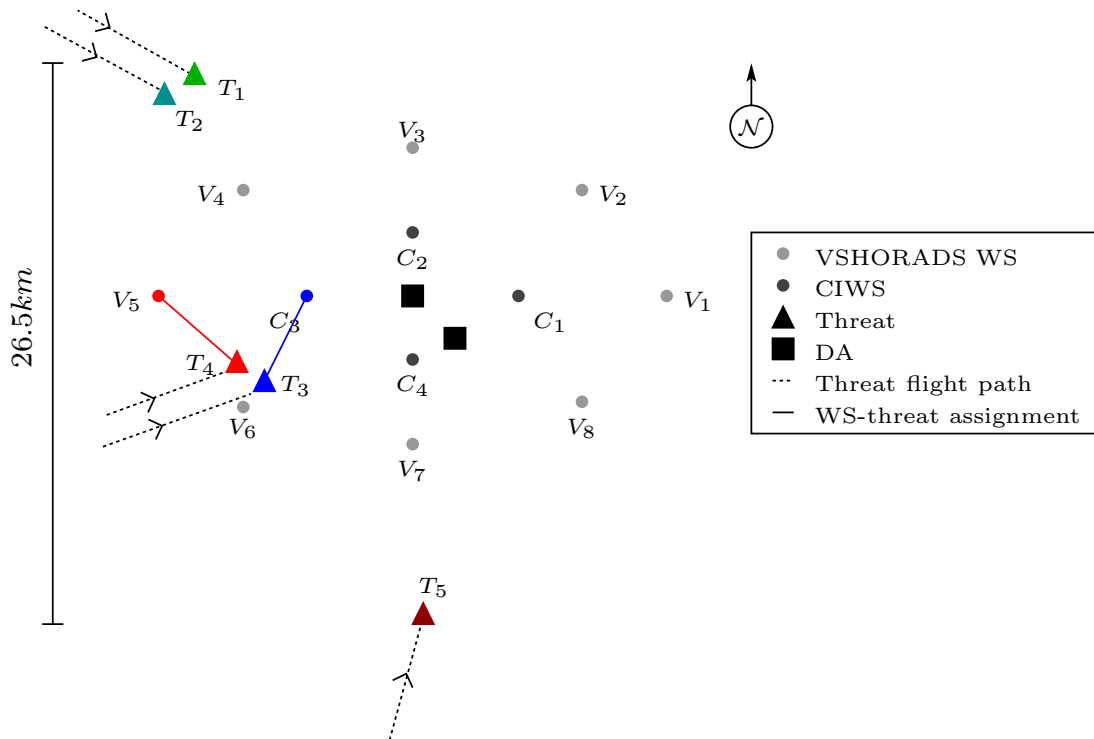 T1
T2
V3
𝒩
V4
V2
C2
26.5km
V5
C3
C1
V1
T4
T3
C4
V6
V8
V7
T5
VSHORADS WS
CIWS
Threat
DA
Threat flight path
WS-threat assignment